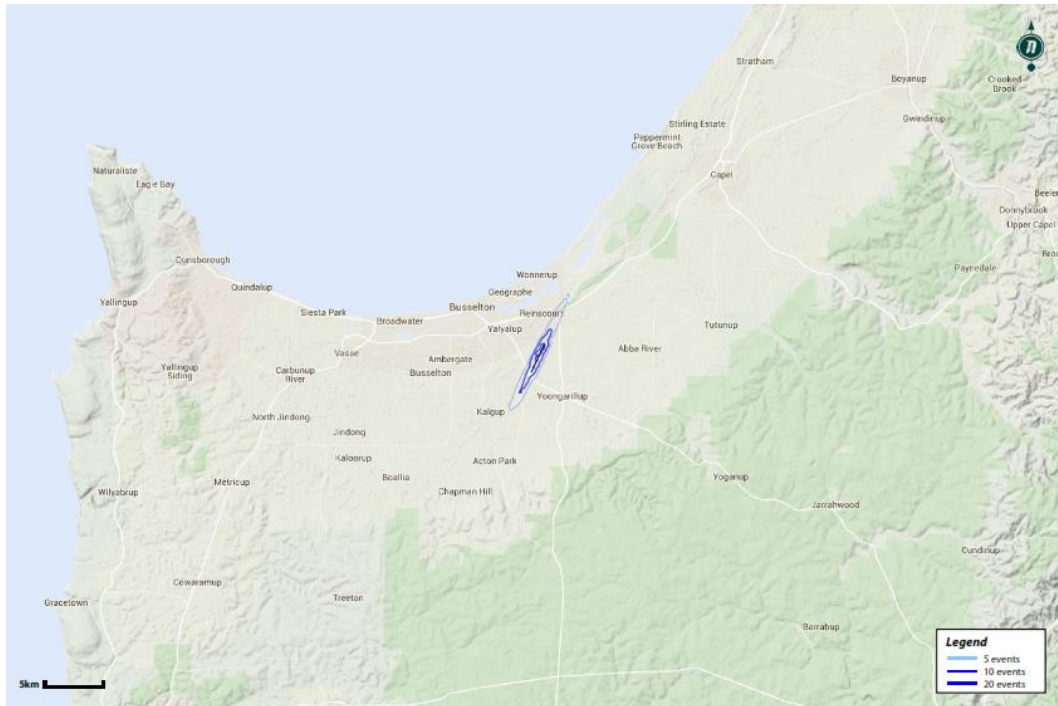 Stratham
Boyanup
Crooked
Brook
Gwindinup
Stirling Estate
Peppermint
Grove Beach
Capel
Naturaliste
Eagle Bay
Donnybrook
Upper Capel
Paynedale
Dunsborough
Wonnerup
Quindalup
Geographe
Yallingup
Busselton
Siesta Park
Reinscourt
Broadwater
Yalyalup
Tutunup
Vasse
Abba River
Ambergate
Carbunup
River
Busselton
Yallingup
Siding
Yoongarillup
Kalgup
North Jindong
Jindong
Kaloorup
Acton Park
Boallia
Yoganup
Metricup
Wilyabrup
Chapman Hill
Jarrahwood
Cundinup
Cowaramup
Treeton
Gracetown
Barrabup
Legend
5 events
10 events
20 events
5km